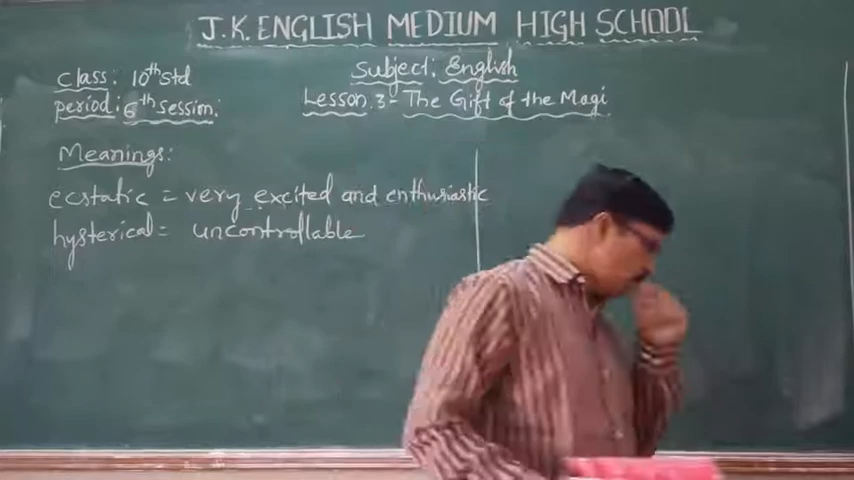 J.K. ENGLISH MEDIUM HIGH SCHOOL
class: 10th std
Subject: English
period: 6th session.
Lesson 3- The Gift of the Magi
Meanings:
ecstatic = very excited and enthusiastic
hysterical = uncontrollable